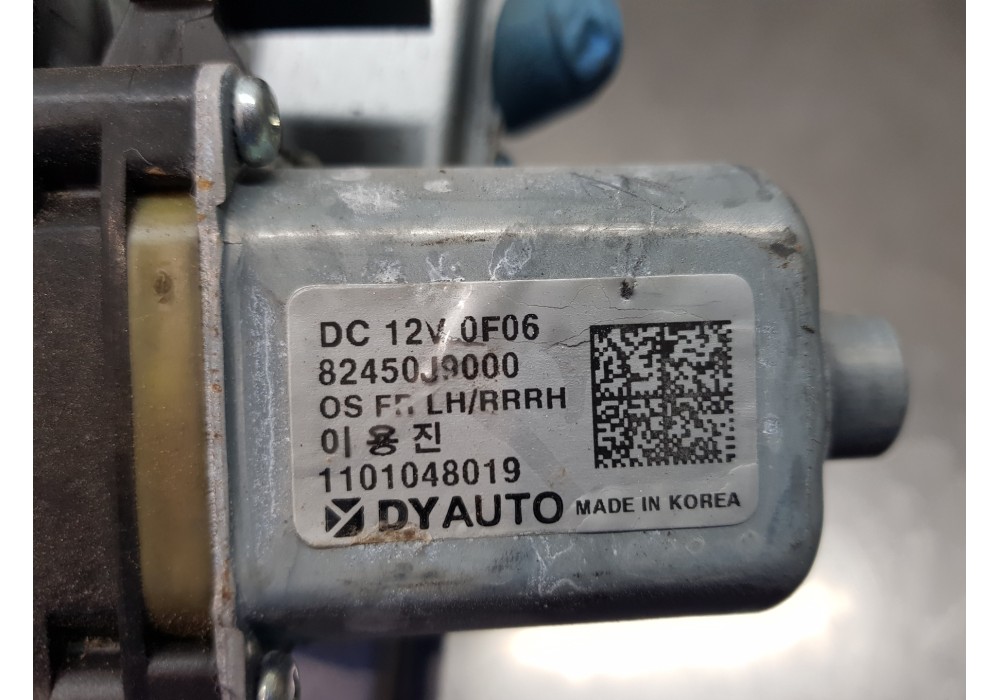 DC 12V 0F06
82450J9000
OS FR LH/RRRH
이용진
1101048019
DYAUTO MADE IN KOREA